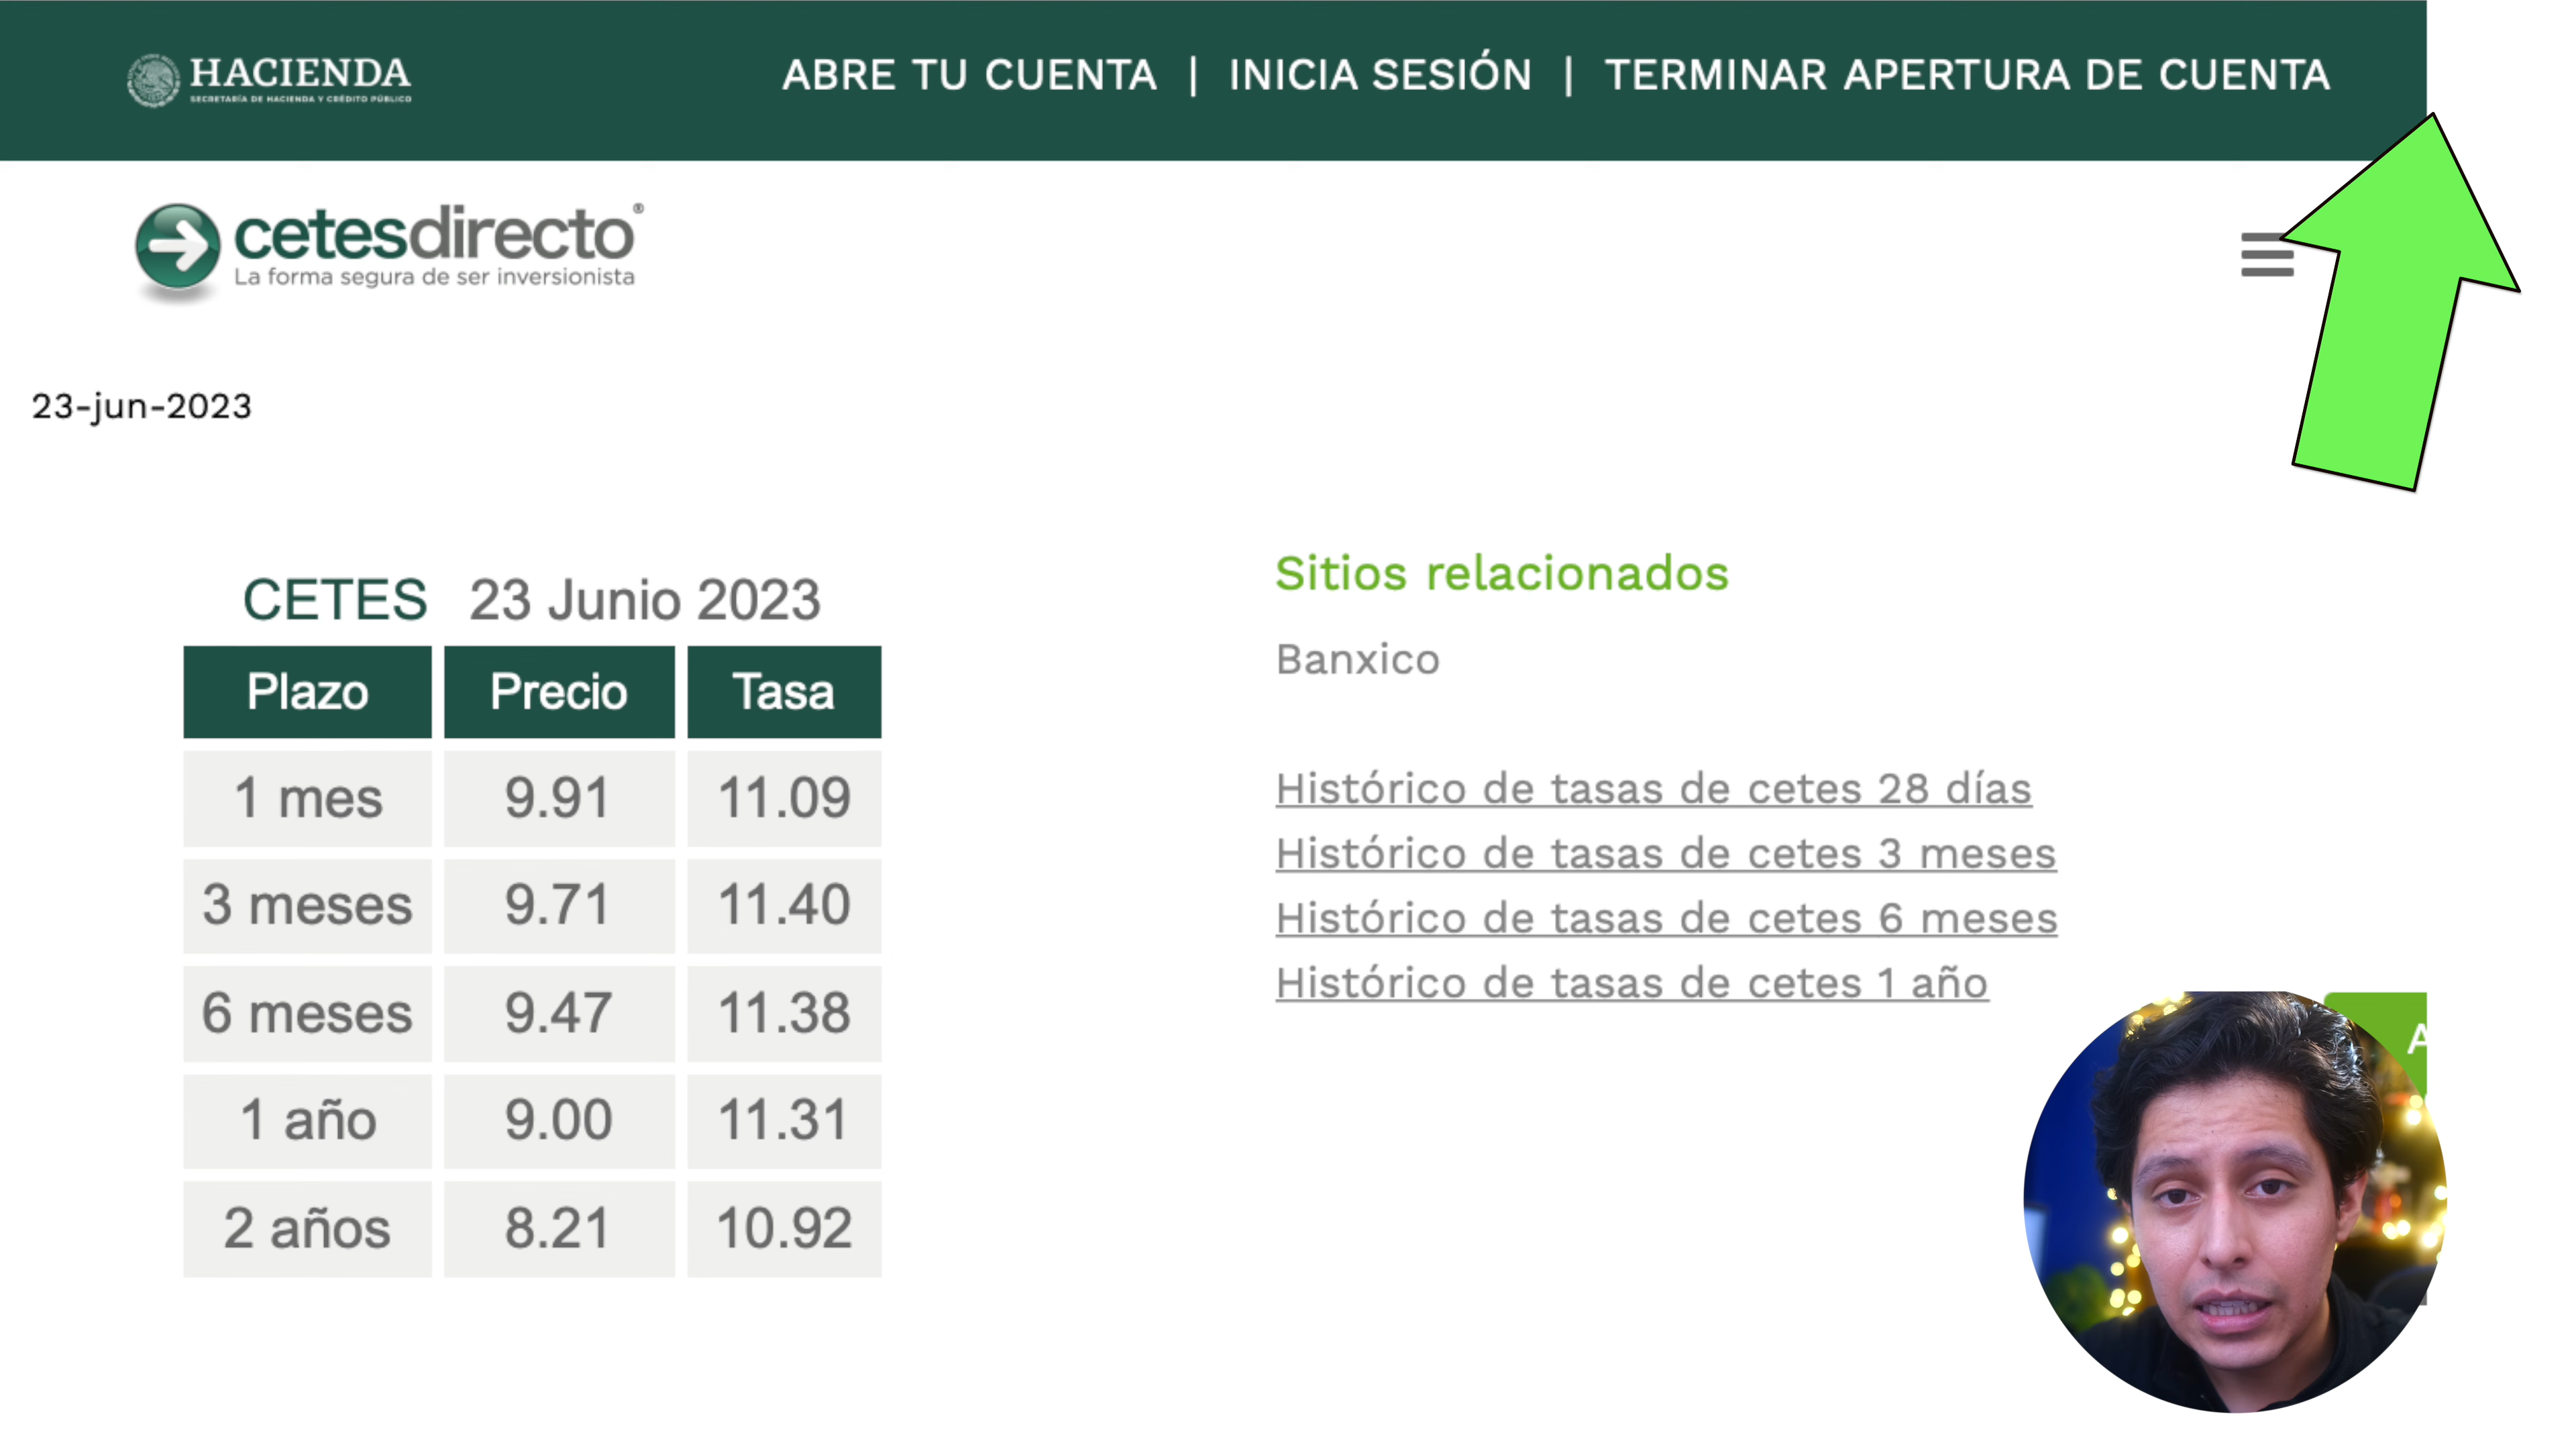 HACIENDA
SECRETARÍA DE HACIENDA Y CRÉDITO PÚBLICO
ABRE TU CUENTA | INICIA SESIÓN | TERMINAR APERTURA DE CUENTA
cetesdirecto®
La forma segura de ser inversionista
23-jun-2023
CETES 23 Junio 2023
Plazo Precio Tasa
1 mes 9.91 11.09
3 meses 9.71 11.40
6 meses 9.47 11.38
1 año 9.00 11.31
2 años 8.21 10.92
Sitios relacionados
Banxico
Histórico de tasas de cetes 28 días
Histórico de tasas de cetes 3 meses
Histórico de tasas de cetes 6 meses
Histórico de tasas de cetes 1 año